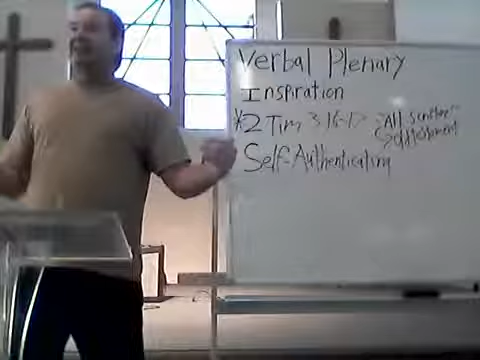 Verbal Plenary
Inspiration
*2 Tim 3:16-17 "All scripture"
Self-Authenticating